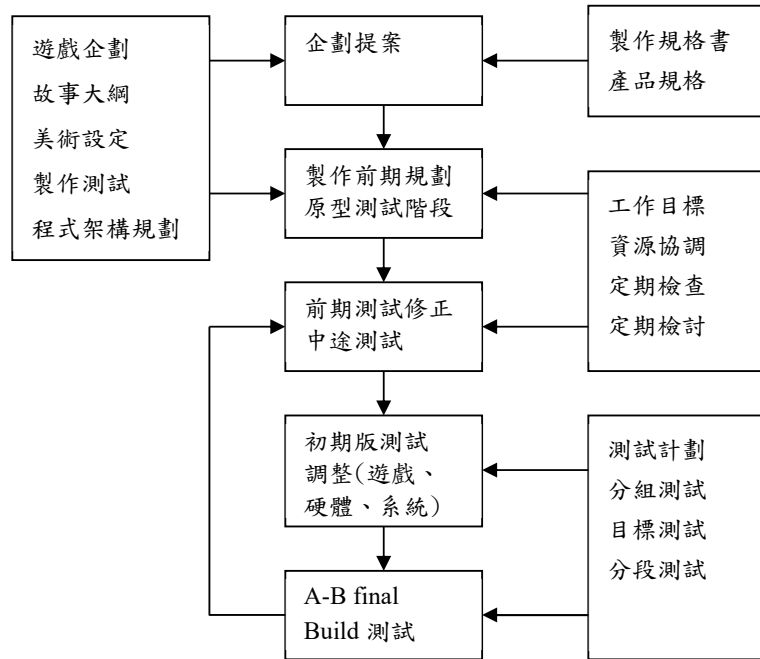 遊戲企劃
故事大綱
美術設定
製作測試
程式架構規劃
企劃提案
製作規格書
產品規格
製作前期規劃
原型測試階段
工作目標
資源協調
定期檢查
定期檢討
前期測試修正
中途測試
初期版測試
調整(遊戲、
硬體、系統)
測試計劃
分組測試
目標測試
分段測試
A-B final
Build 測試